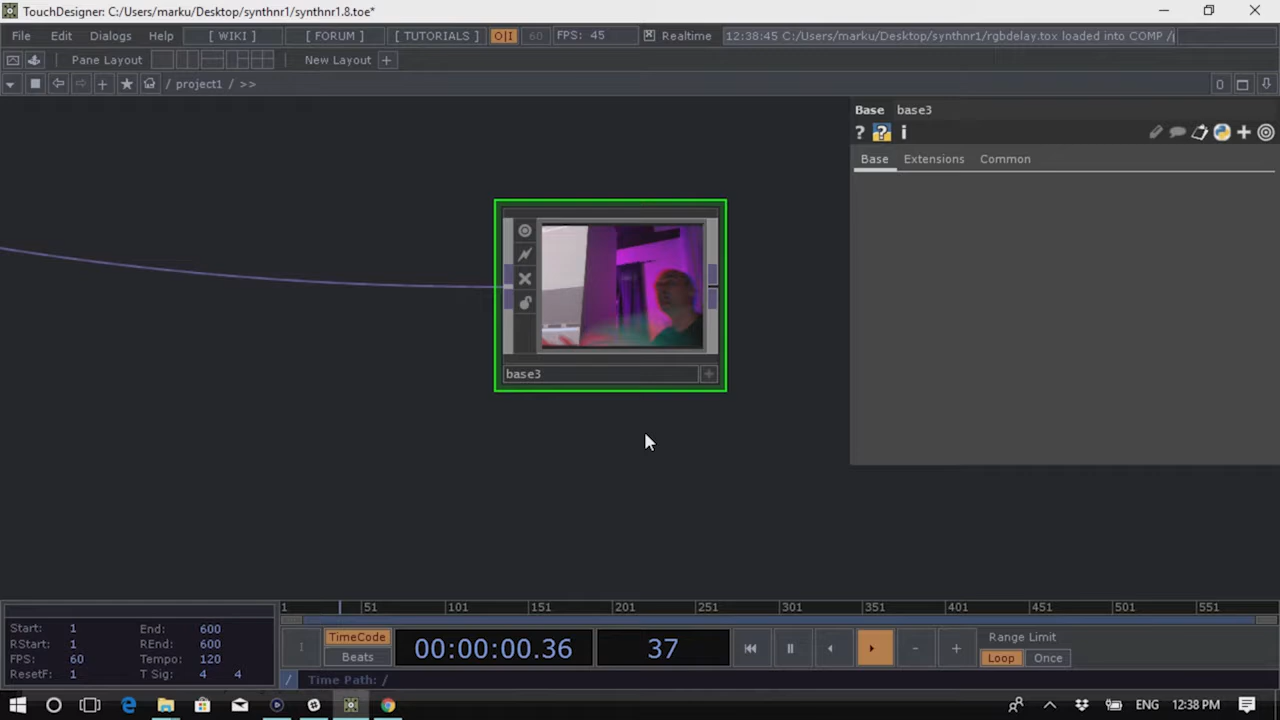 TouchDesigner: C:/Users/marku/Desktop/synthnr1/synthnr1.8.toe*
File Edit Dialogs Help [ WIKI ] [ FORUM ] [ TUTORIALS ] O|I 60 FPS: 45 Realtime 12:38:45 C:/Users/marku/Desktop/synthnr1/rgbdelay.tox loaded into COMP /
Pane Layout New Layout +
/ project1 / >> 0
Base base3
? ? i
Base Extensions Common
base3
1 51 101 151 201 251 301 351 401 451 501 551
Start: 1 End: 600
RStart: 1 REnd: 600
FPS: 60 Tempo: 120
ResetF: 1 T Sig: 4 4
TimeCode
Beats
00:00:00.36 37
Range Limit
Loop Once
/ Time Path: /
ENG 12:38 PM